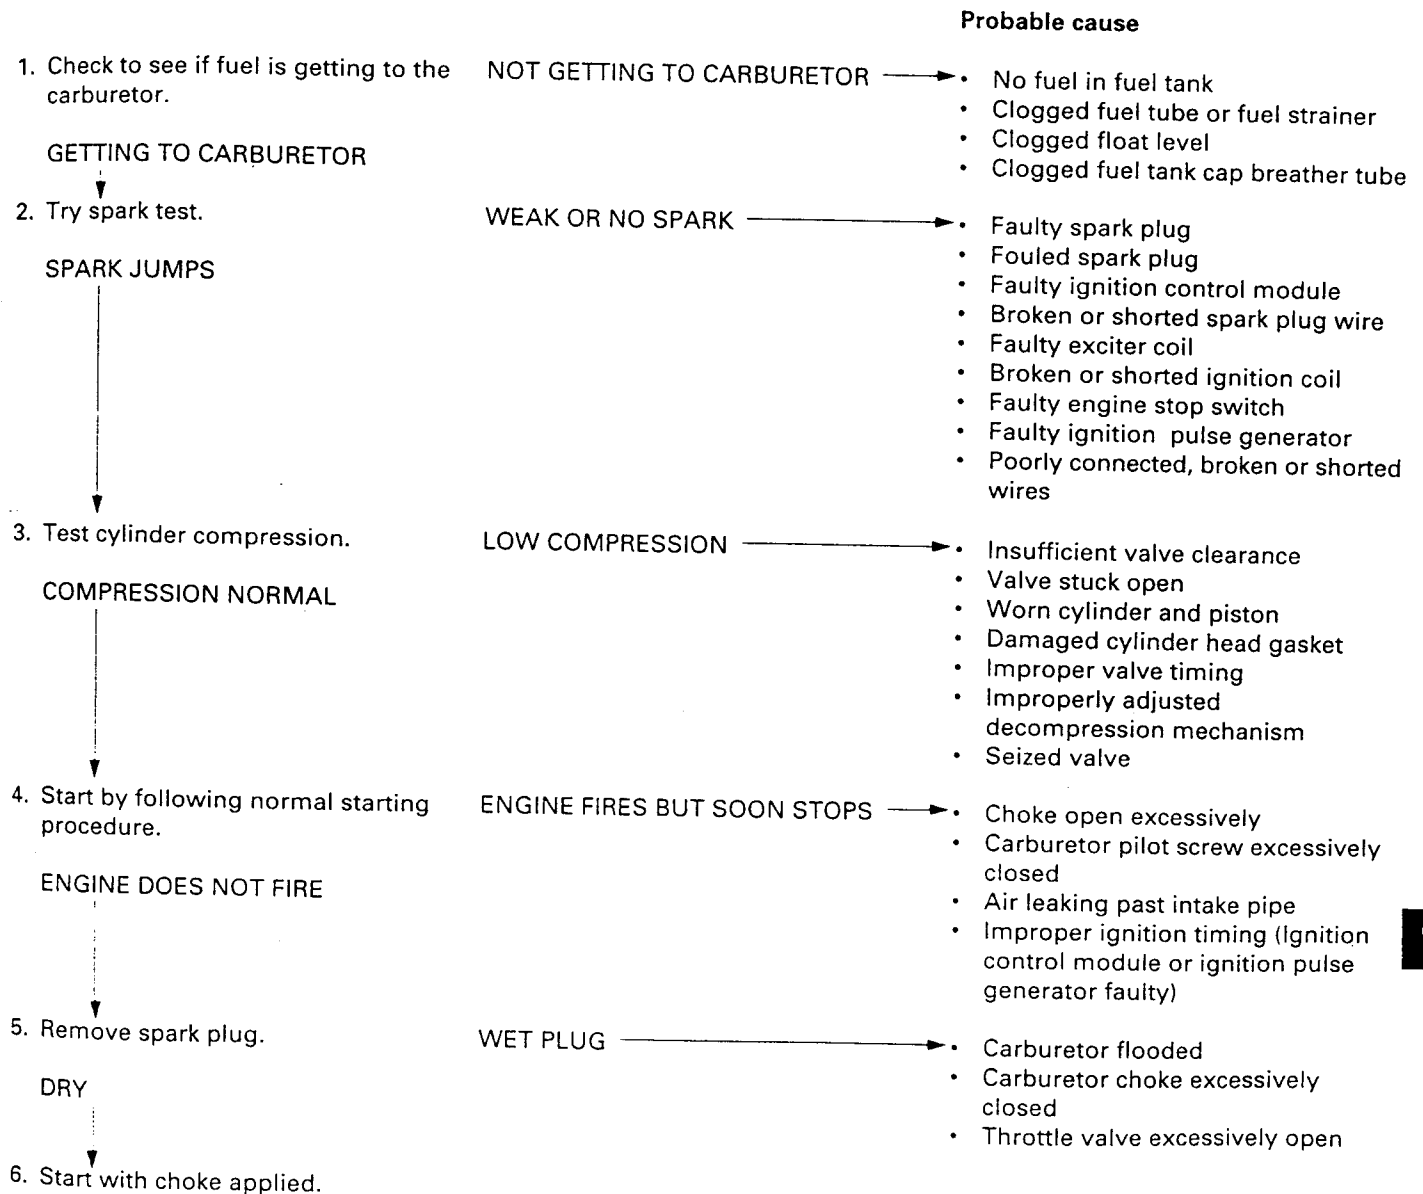 Probable cause
1. Check to see if fuel is getting to the
carburetor.
NOT GETTING TO CARBURETOR
• No fuel in fuel tank
• Clogged fuel tube or fuel strainer
• Clogged float level
• Clogged fuel tank cap breather tube
GETTING TO CARBURETOR
2. Try spark test.
WEAK OR NO SPARK
• Faulty spark plug
• Fouled spark plug
• Faulty ignition control module
• Broken or shorted spark plug wire
• Faulty exciter coil
• Broken or shorted ignition coil
• Faulty engine stop switch
• Faulty ignition pulse generator
• Poorly connected, broken or shorted
wires
SPARK JUMPS
3. Test cylinder compression.
LOW COMPRESSION
• Insufficient valve clearance
• Valve stuck open
• Worn cylinder and piston
• Damaged cylinder head gasket
• Improper valve timing
• Improperly adjusted
decompression mechanism
• Seized valve
COMPRESSION NORMAL
4. Start by following normal starting
procedure.
ENGINE FIRES BUT SOON STOPS
• Choke open excessively
• Carburetor pilot screw excessively
closed
• Air leaking past intake pipe
• Improper ignition timing (Ignition
control module or ignition pulse
generator faulty)
ENGINE DOES NOT FIRE
5. Remove spark plug.
WET PLUG
• Carburetor flooded
• Carburetor choke excessively
closed
• Throttle valve excessively open
DRY
6. Start with choke applied.